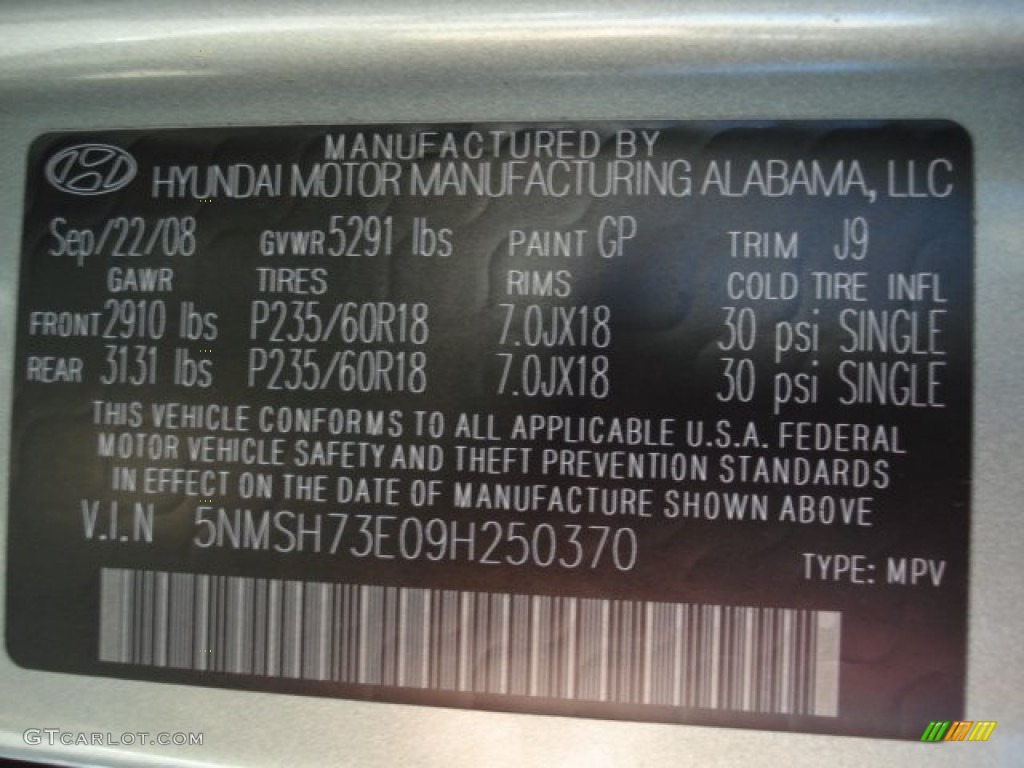 MANUFACTURED BY
HYUNDAI MOTOR MANUFACTURING ALABAMA, LLC
Sep/22/08 GVWR 5291 lbs PAINT GP TRIM J9
GAWR TIRES RIMS COLD TIRE INFL
FRONT 2910 lbs P235/60R18 7.0JX18 30 psi SINGLE
REAR 3131 lbs P235/60R18 7.0JX18 30 psi SINGLE
THIS VEHICLE CONFORMS TO ALL APPLICABLE U.S.A. FEDERAL
MOTOR VEHICLE SAFETY AND THEFT PREVENTION STANDARDS
IN EFFECT ON THE DATE OF MANUFACTURE SHOWN ABOVE
V.I.N 5NMSH73E09H250370
TYPE: MPV
GTCARLOT.COM